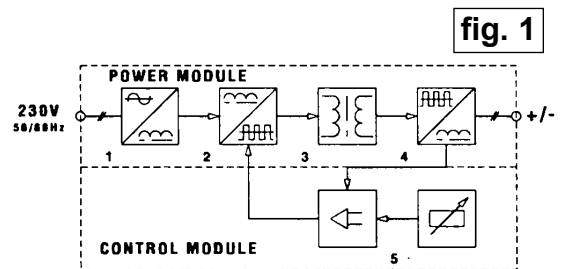 fig. 1
POWER MODULE
230V
50/60Hz
+/-
1 2 3 4
CONTROL MODULE
5